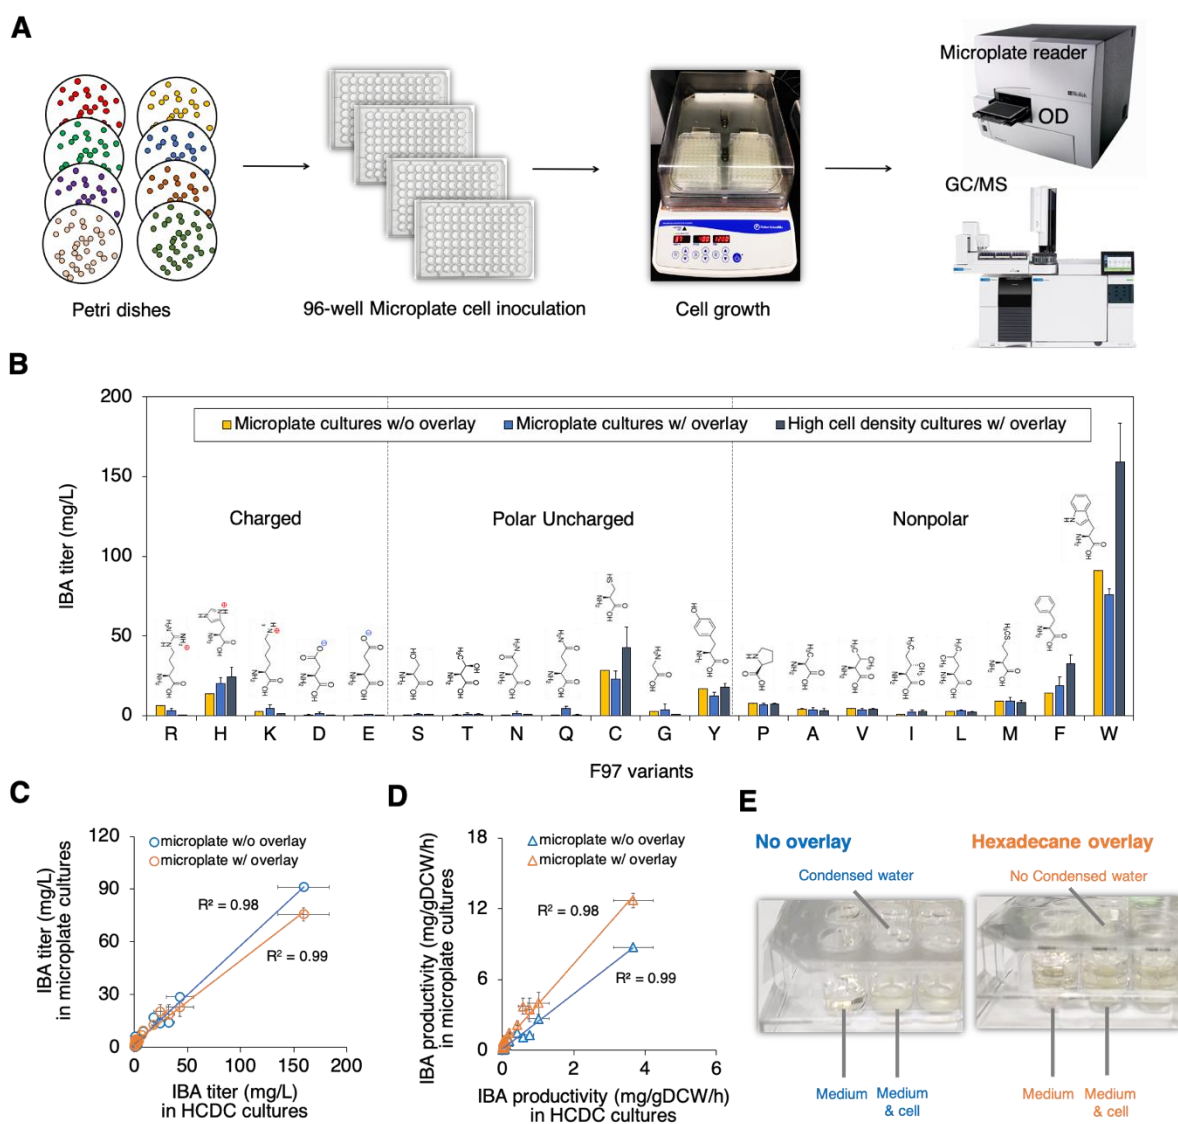 A
Petri dishes
96-well Microplate cell inoculation
Cell growth
Microplate reader
OD
GC/MS
B
IBA titer (mg/L)
200
150
100
50
0
Microplate cultures w/o overlay
Microplate cultures w/ overlay
High cell density cultures w/ overlay
Charged
Polar Uncharged
Nonpolar
R H K D E S T N Q C G Y P A V I L M F W
F97 variants
C
IBA titer (mg/L)
in microplate cultures
120
90
60
30
0
microplate w/o overlay
microplate w/ overlay
R² = 0.98
R² = 0.99
0 50 100 150 200
IBA titer (mg/L)
in HCDC cultures
D
IBA productivity (mg/gDCW/h)
in microplate cultures
18
12
6
0
microplate w/o overlay
microplate w/ overlay
R² = 0.98
R² = 0.99
0 2 4 6
IBA productivity (mg/gDCW/h)
in HCDC cultures
E
No overlay
Condensed water
Medium
Medium
& cell
Hexadecane overlay
No Condensed water
Medium
Medium
& cell